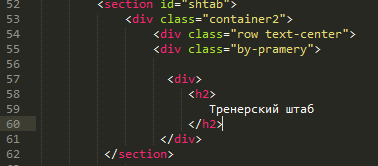 52 <section id="shtab">
53 <div class="container2">
54 <div class="row text-center">
55 <div class="by-pramery">
56
57 <div>
58 <h2>
59 Тренерский штаб
60 </h2>
61 </div>
62 </section>